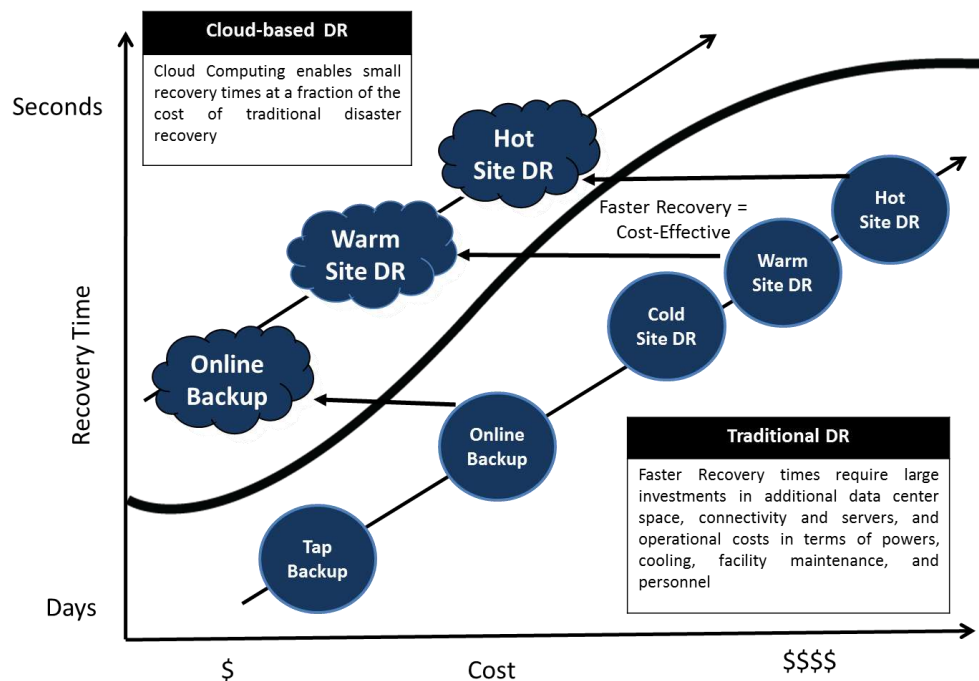 Cloud-based DR
Cloud Computing enables small
recovery times at a fraction of the
cost of traditional disaster
recovery
Seconds
Recovery Time
Days
Hot
Site DR
Warm
Site DR
Online
Backup
Faster Recovery =
Cost-Effective
Hot
Site DR
Warm
Site DR
Cold
Site DR
Online
Backup
Tap
Backup
Traditional DR
Faster Recovery times require large
investments in additional data center
space, connectivity and servers, and
operational costs in terms of powers,
cooling, facility maintenance, and
personnel
$
Cost
$$$$